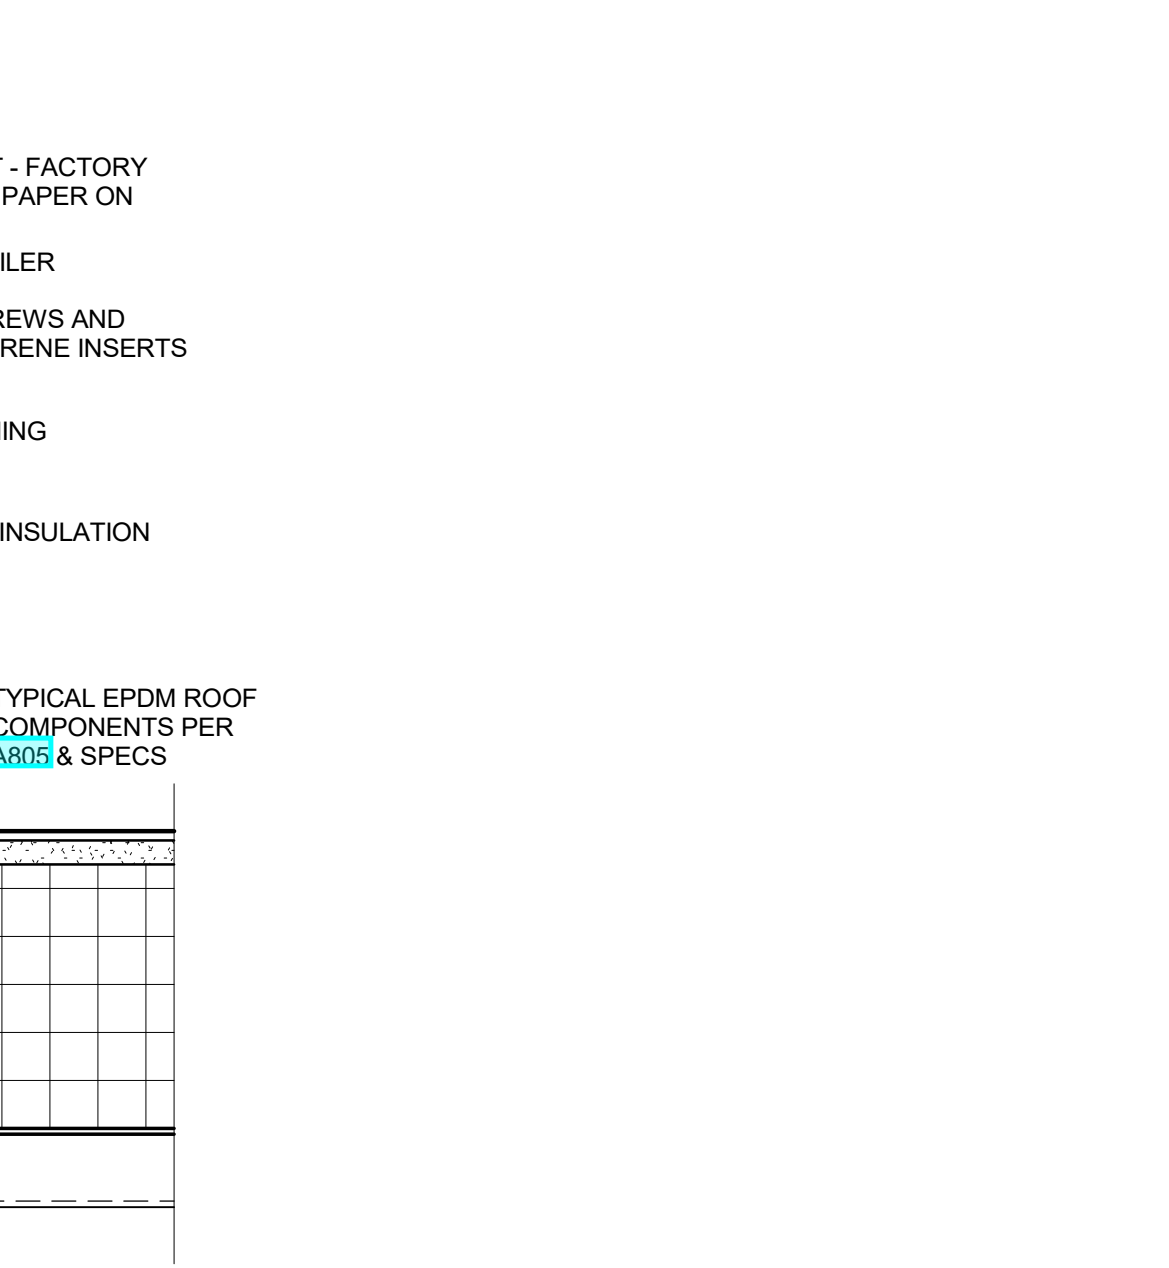 - FACTORY
PAPER ON
ILER
REWS AND
RENE INSERTS
ING
INSULATION
TYPICAL EPDM ROOF
COMPONENTS PER
A805 & SPECS